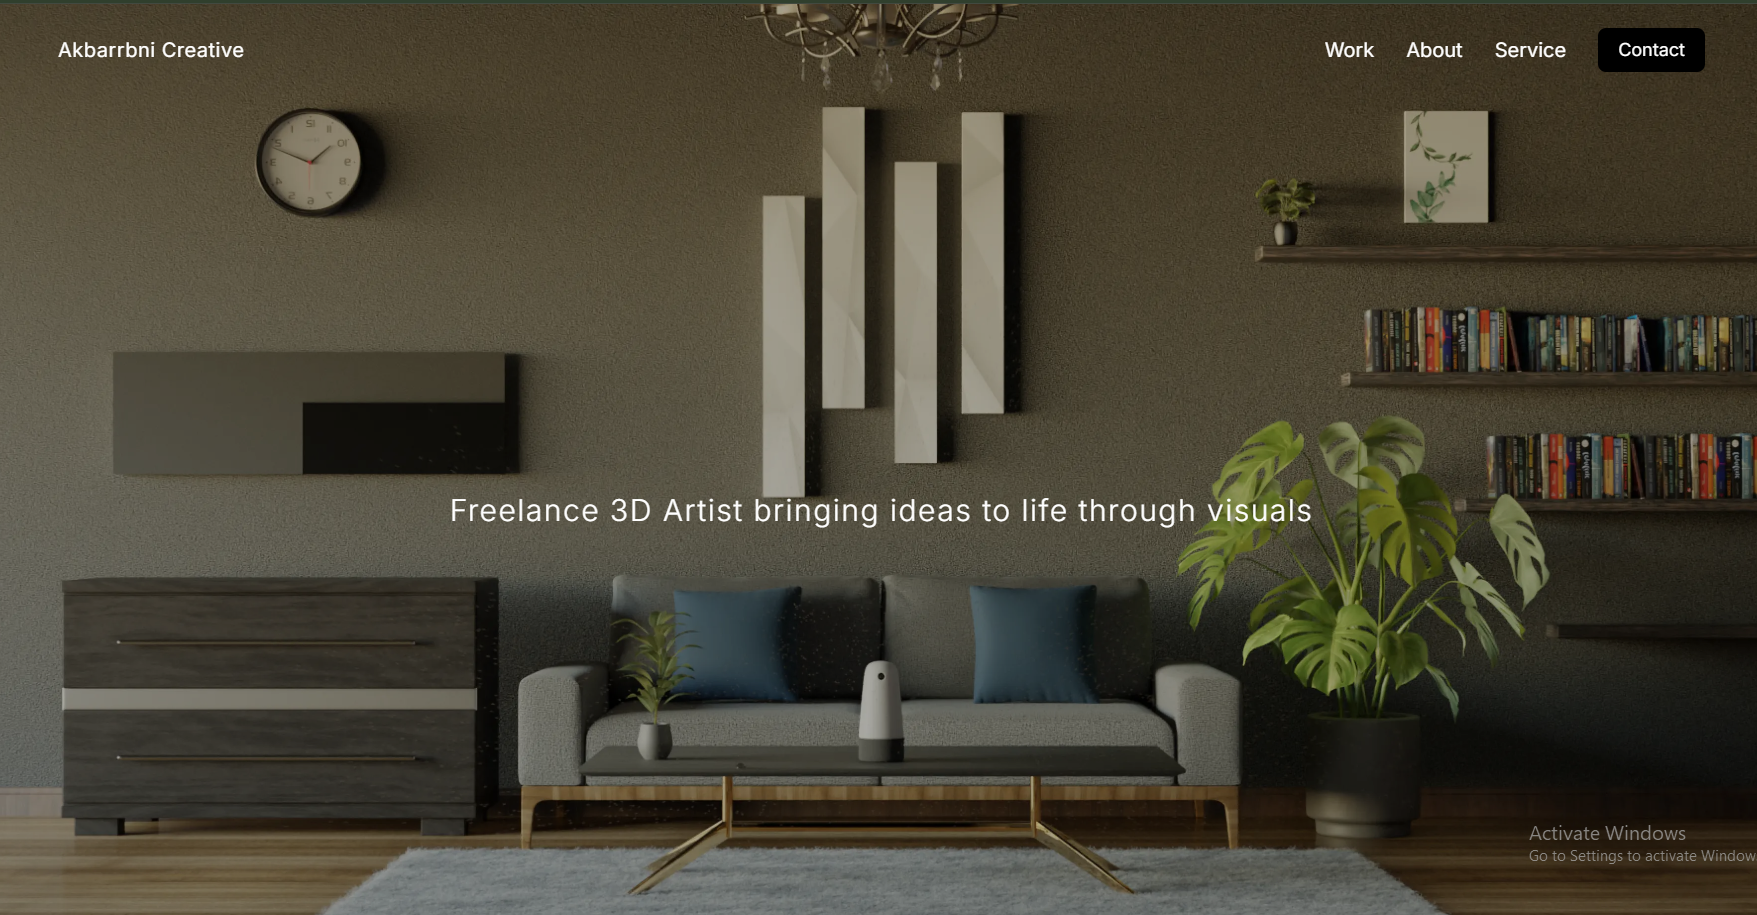 Akbarrbni Creative
Work About Service Contact
Freelance 3D Artist bringing ideas to life through visuals
Activate Windows
Go to Settings to activate Window